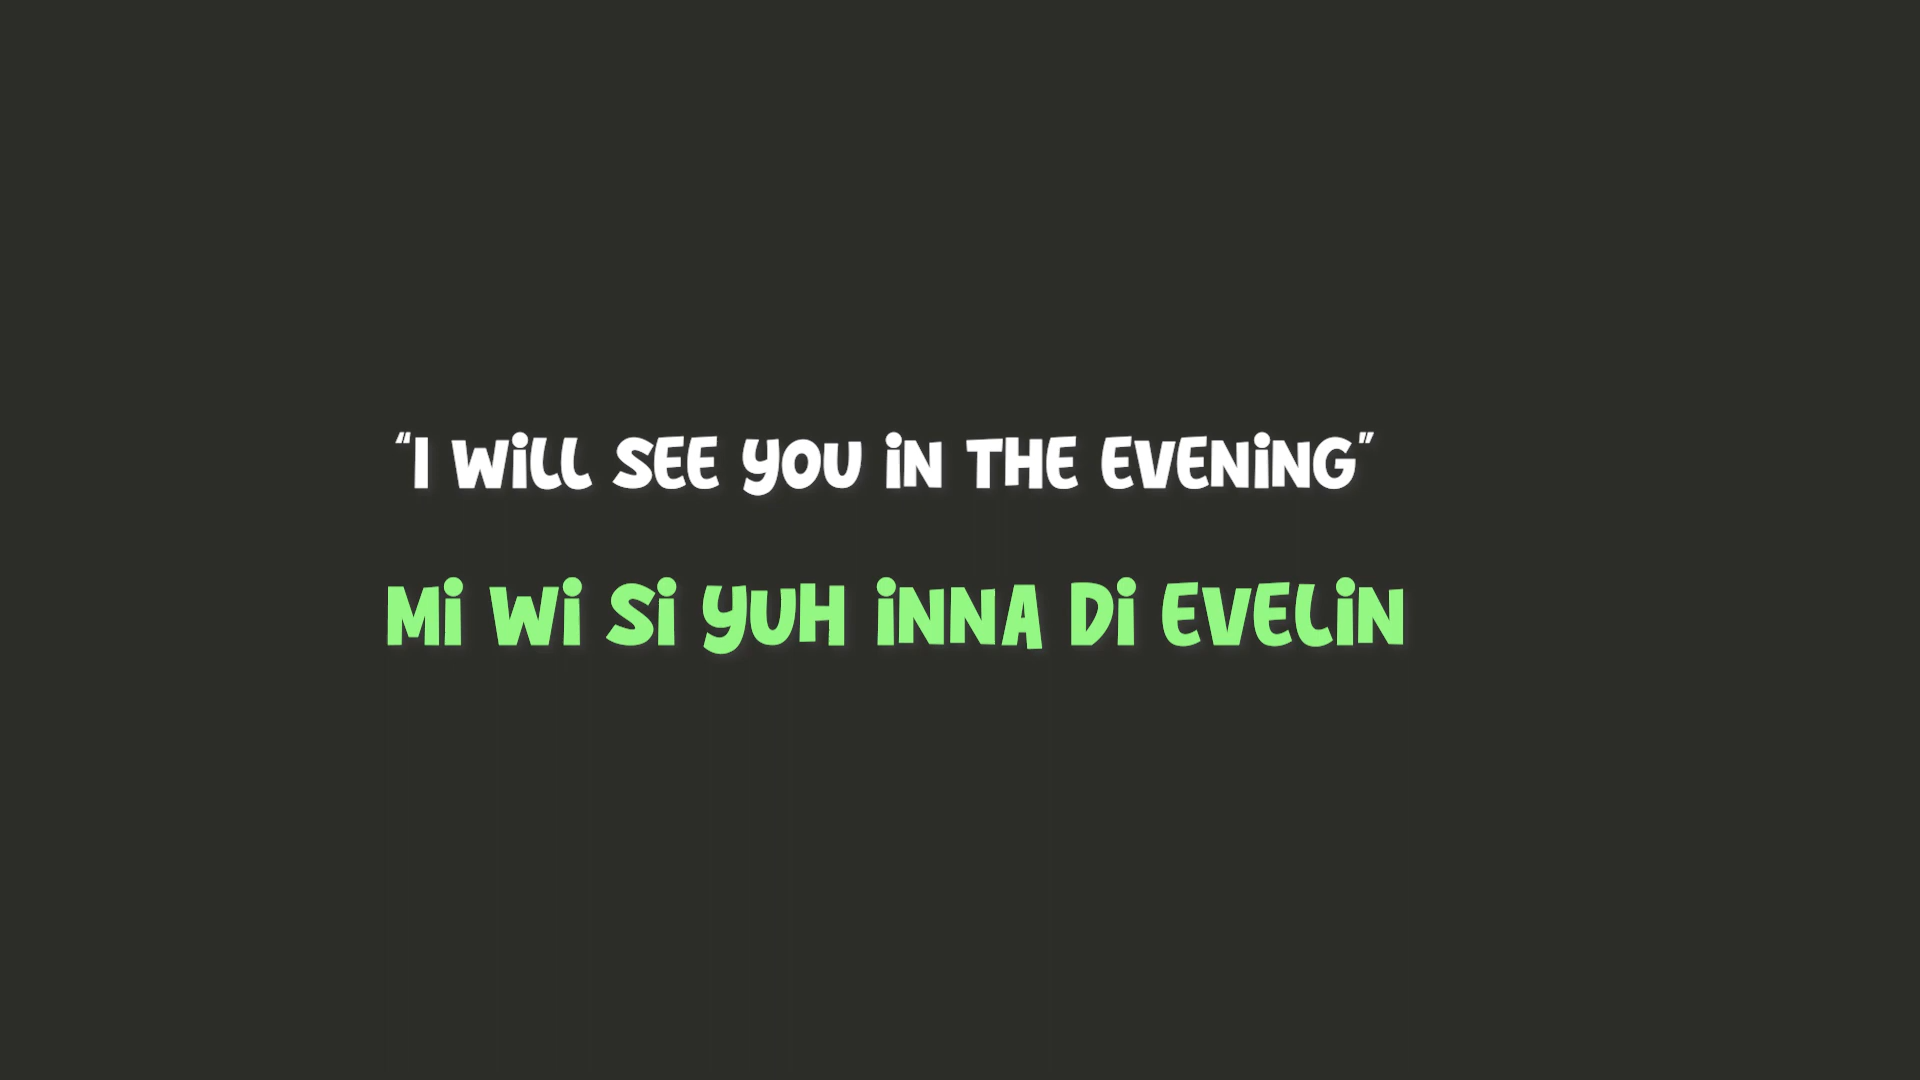 “I will see you in the evening”
Mi wi si yuh inna di evelin